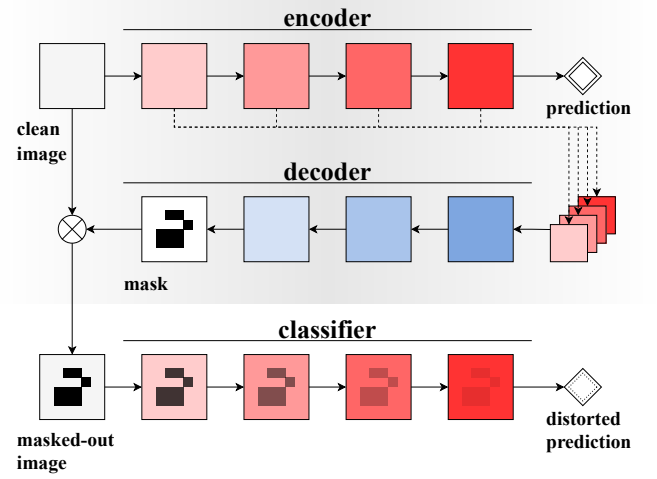 encoder
prediction
clean
image
decoder
mask
classifier
masked-out
image
distorted
prediction